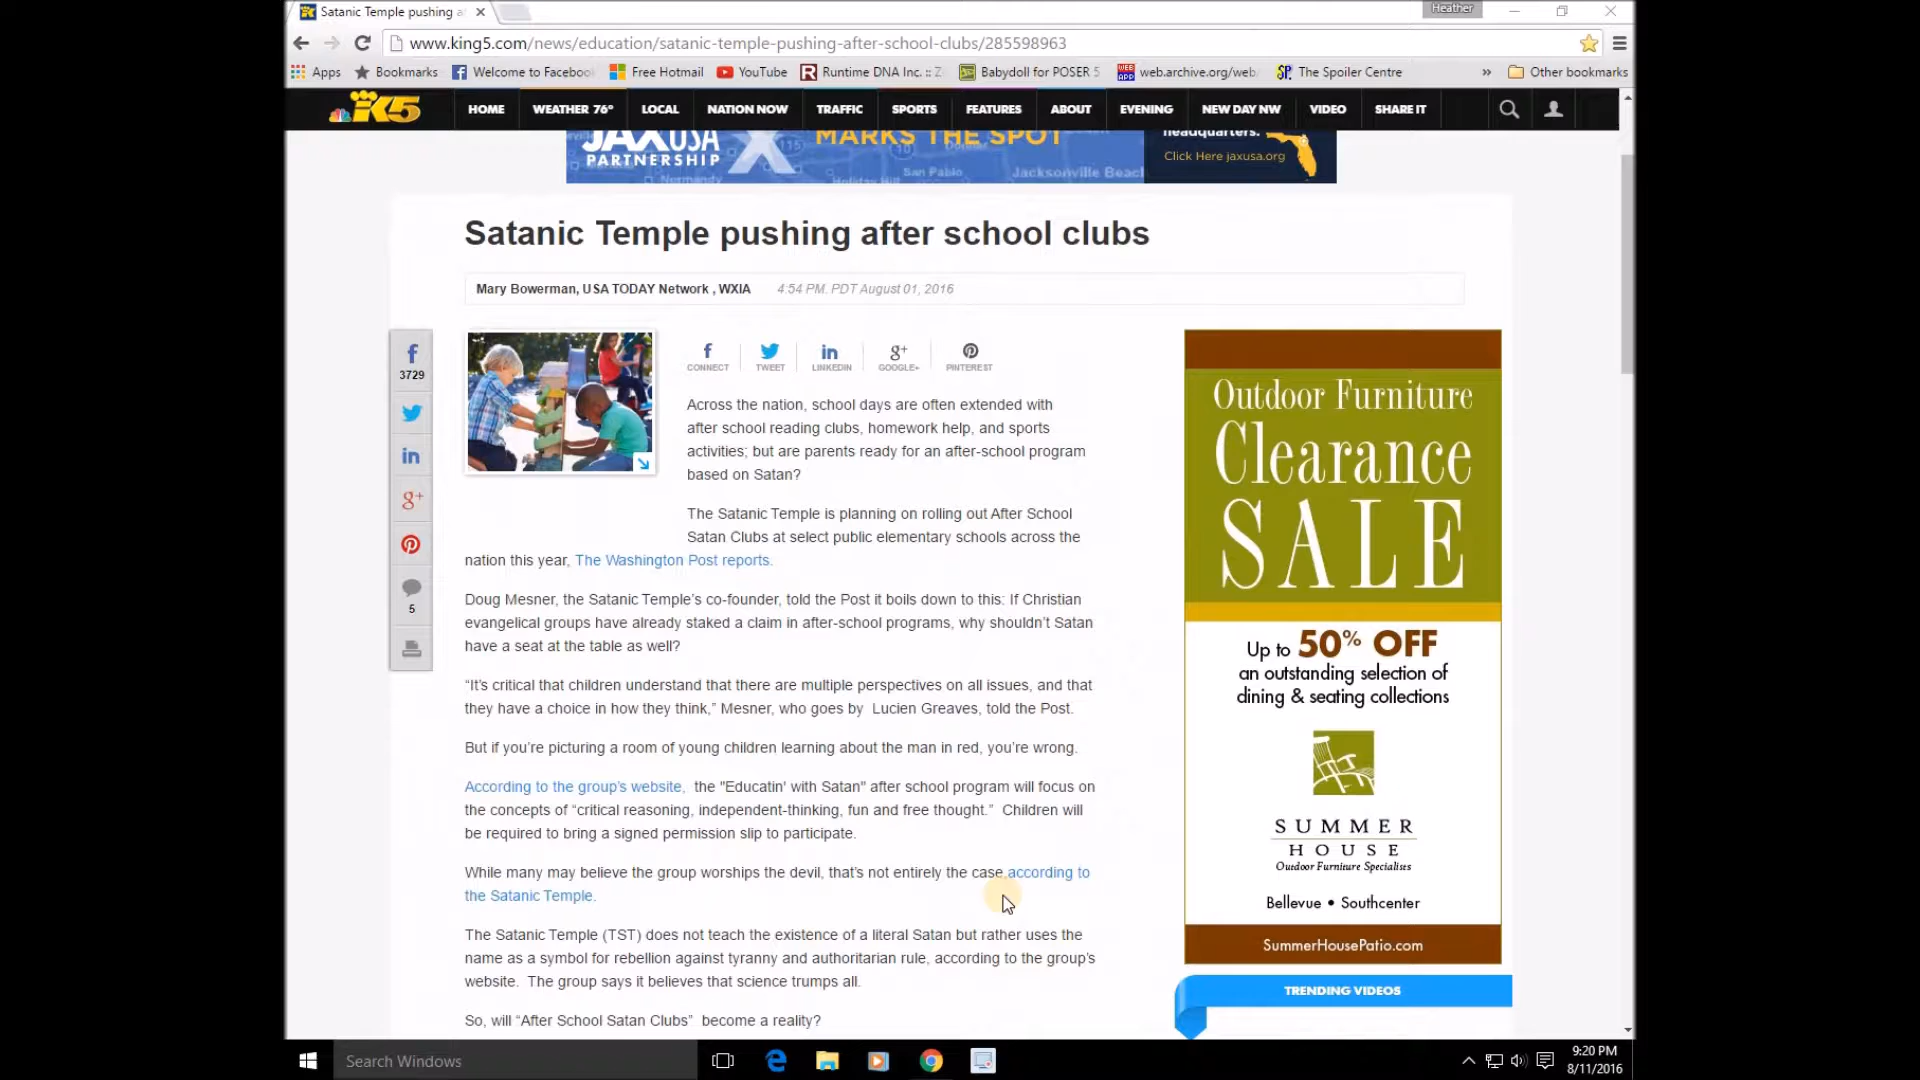 Satanic Temple pushing a
Heather
www.king5.com/news/education/satanic-temple-pushing-after-school-clubs/285598963
Apps Bookmarks Welcome to Facebook Free Hotmail YouTube Runtime DNA Inc. :: Z Babydoll for POSER 5 web.archive.org/web The Spoiler Centre » Other bookmarks
K5 HOME WEATHER 76° LOCAL NATION NOW TRAFFIC SPORTS FEATURES ABOUT EVENING NEW DAY NW VIDEO SHARE IT
JAXUSA
PARTNERSHIP
MARKS THE SPOT
115
San Pablo
Jacksonville Beach
Normandy
headquarters.
Click Here jaxusa.org
Satanic Temple pushing after school clubs
Mary Bowerman, USA TODAY Network , WXIA 4:54 PM. PDT August 01, 2016
3729
5
CONNECT TWEET LINKEDIN GOOGLE+ PINTEREST
Across the nation, school days are often extended with
after school reading clubs, homework help, and sports
activities; but are parents ready for an after-school program
based on Satan?
The Satanic Temple is planning on rolling out After School
Satan Clubs at select public elementary schools across the
nation this year, The Washington Post reports.
Doug Mesner, the Satanic Temple's co-founder, told the Post it boils down to this: If Christian
evangelical groups have already staked a claim in after-school programs, why shouldn't Satan
have a seat at the table as well?
“It's critical that children understand that there are multiple perspectives on all issues, and that
they have a choice in how they think,” Mesner, who goes by Lucien Greaves, told the Post.
But if you're picturing a room of young children learning about the man in red, you're wrong.
According to the group's website, the "Educatin' with Satan" after school program will focus on
the concepts of “critical reasoning, independent-thinking, fun and free thought.” Children will
be required to bring a signed permission slip to participate.
While many may believe the group worships the devil, that's not entirely the case,according to
the Satanic Temple.
The Satanic Temple (TST) does not teach the existence of a literal Satan but rather uses the
name as a symbol for rebellion against tyranny and authoritarian rule, according to the group's
website. The group says it believes that science trumps all.
So, will “After School Satan Clubs” become a reality?
Outdoor Furniture
Clearance
SALE
Up to 50% OFF
an outstanding selection of
dining & seating collections
SUMMER
HOUSE
Outdoor Furniture Specialists
Bellevue • Southcenter
SummerHousePatio.com
TRENDING VIDEOS
Search Windows
9:20 PM
8/11/2016